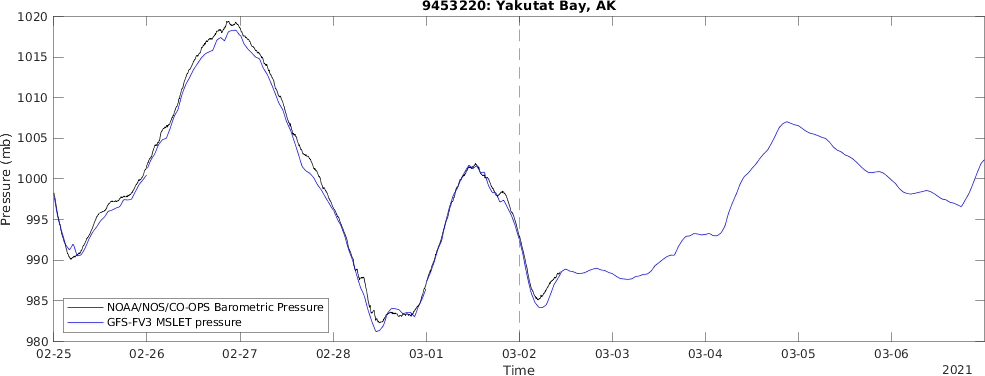 9453220: Yakutat Bay, AK
1020
1015
1010
1005
1000
995
990
985
980
Pressure (mb)
NOAA/NOS/CO-OPS Barometric Pressure
GFS-FV3 MSLET pressure
02-25 02-26 02-27 02-28 03-01 03-02 03-03 03-04 03-05 03-06
Time
2021